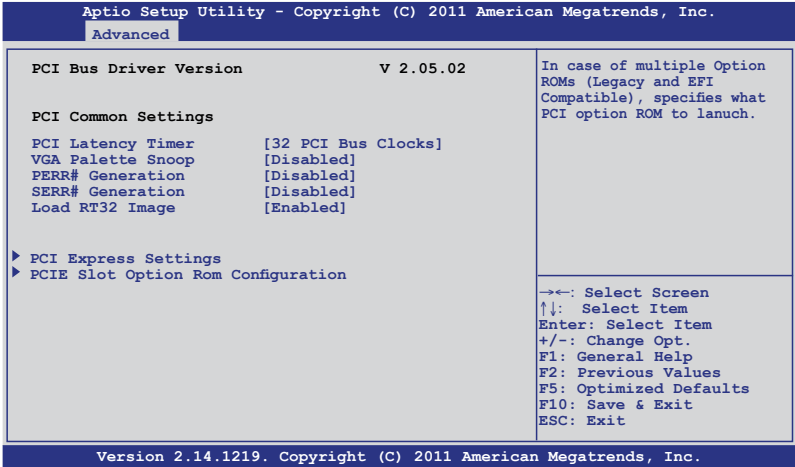 Aptio Setup Utility - Copyright (C) 2011 American Megatrends, Inc.
Advanced
PCI Bus Driver Version V 2.05.02
PCI Common Settings
PCI Latency Timer [32 PCI Bus Clocks]
VGA Palette Snoop [Disabled]
PERR# Generation [Disabled]
SERR# Generation [Disabled]
Load RT32 Image [Enabled]
PCI Express Settings
PCIE Slot Option Rom Configuration
In case of multiple Option
ROMs (Legacy and EFI
Compatible), specifies what
PCI option ROM to lanuch.
→←: Select Screen
↑↓: Select Item
Enter: Select Item
+/-: Change Opt.
F1: General Help
F2: Previous Values
F5: Optimized Defaults
F10: Save & Exit
ESC: Exit
Version 2.14.1219. Copyright (C) 2011 American Megatrends, Inc.